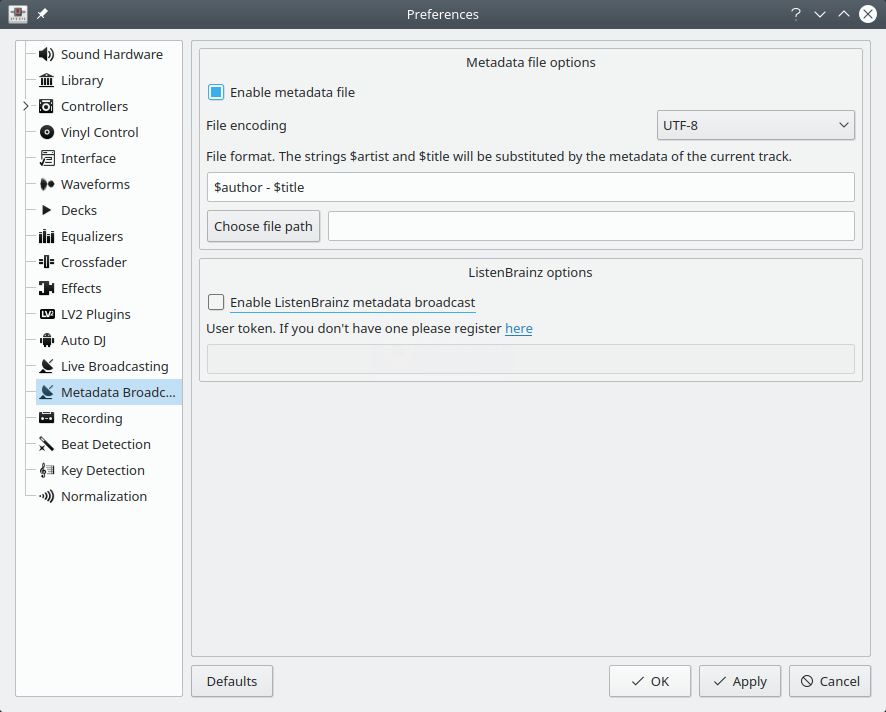 Preferences
Sound Hardware
Library
Controllers
Vinyl Control
Interface
Waveforms
Decks
Equalizers
Crossfader
Effects
LV2 Plugins
Auto DJ
Live Broadcasting
Metadata Broadc...
Recording
Beat Detection
Key Detection
Normalization
Metadata file options
Enable metadata file
File encoding
UTF-8
File format. The strings $artist and $title will be substituted by the metadata of the current track.
$author - $title
Choose file path
ListenBrainz options
Enable ListenBrainz metadata broadcast
User token. If you don't have one please register here
Defaults
OK
Apply
Cancel